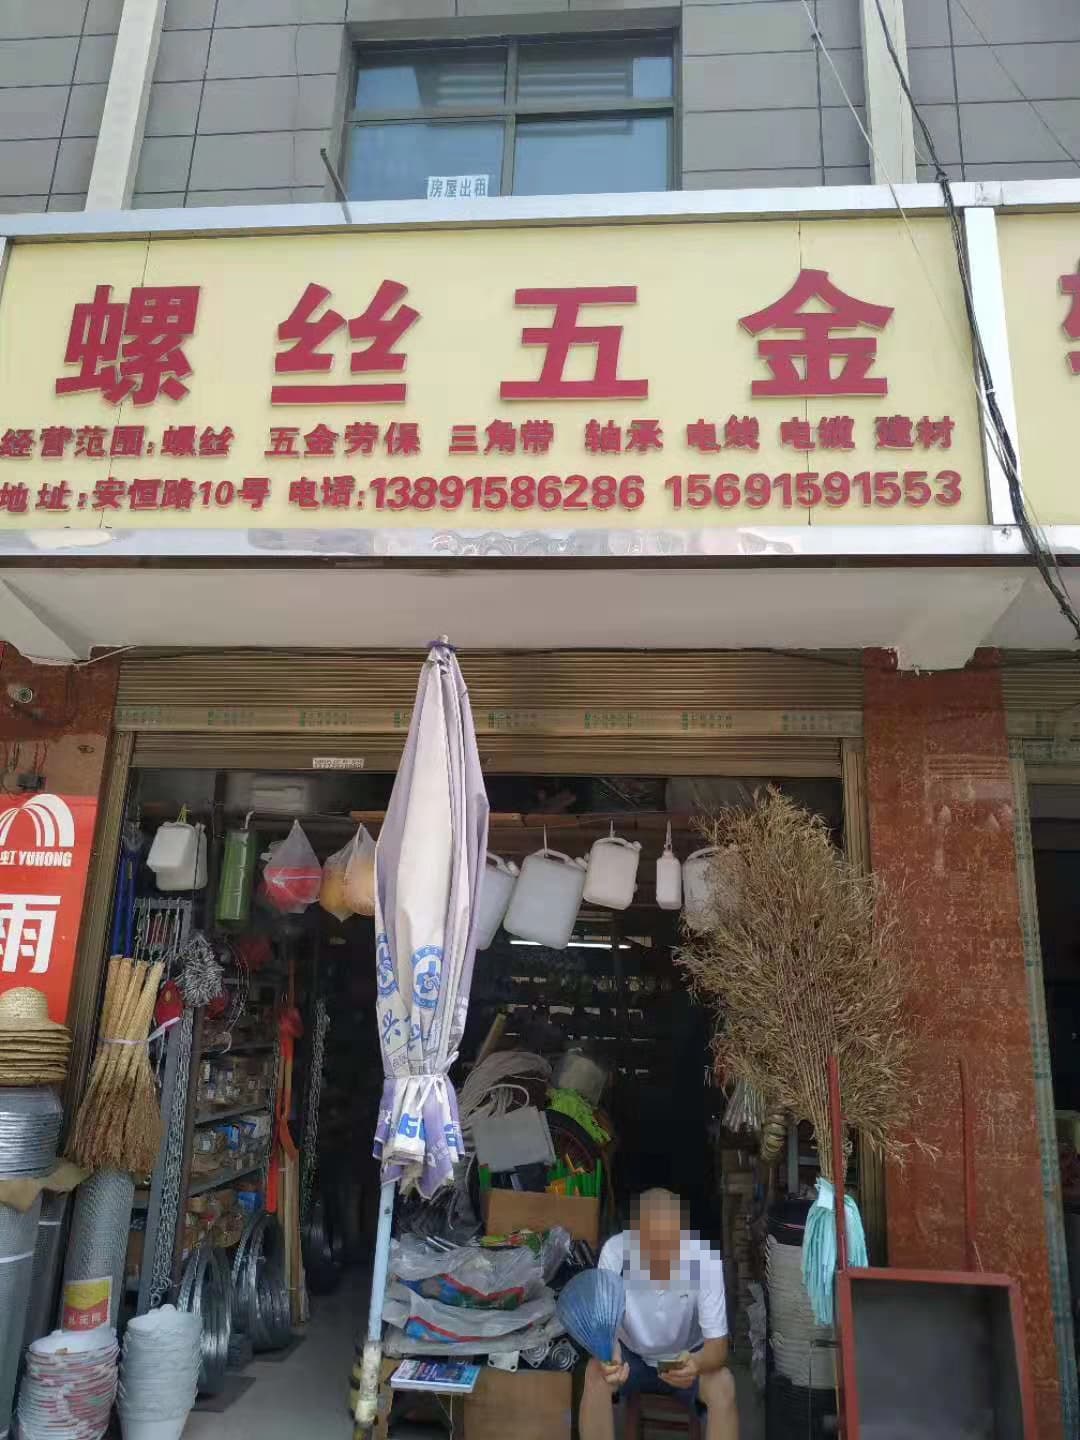 房屋出租
螺丝五金
经营范围:螺丝 五金劳保 三角带 轴承 电线 电缆 建材
地址:安恒路10号 电话:13891586286 15691591553
虹 YUHONG
雨